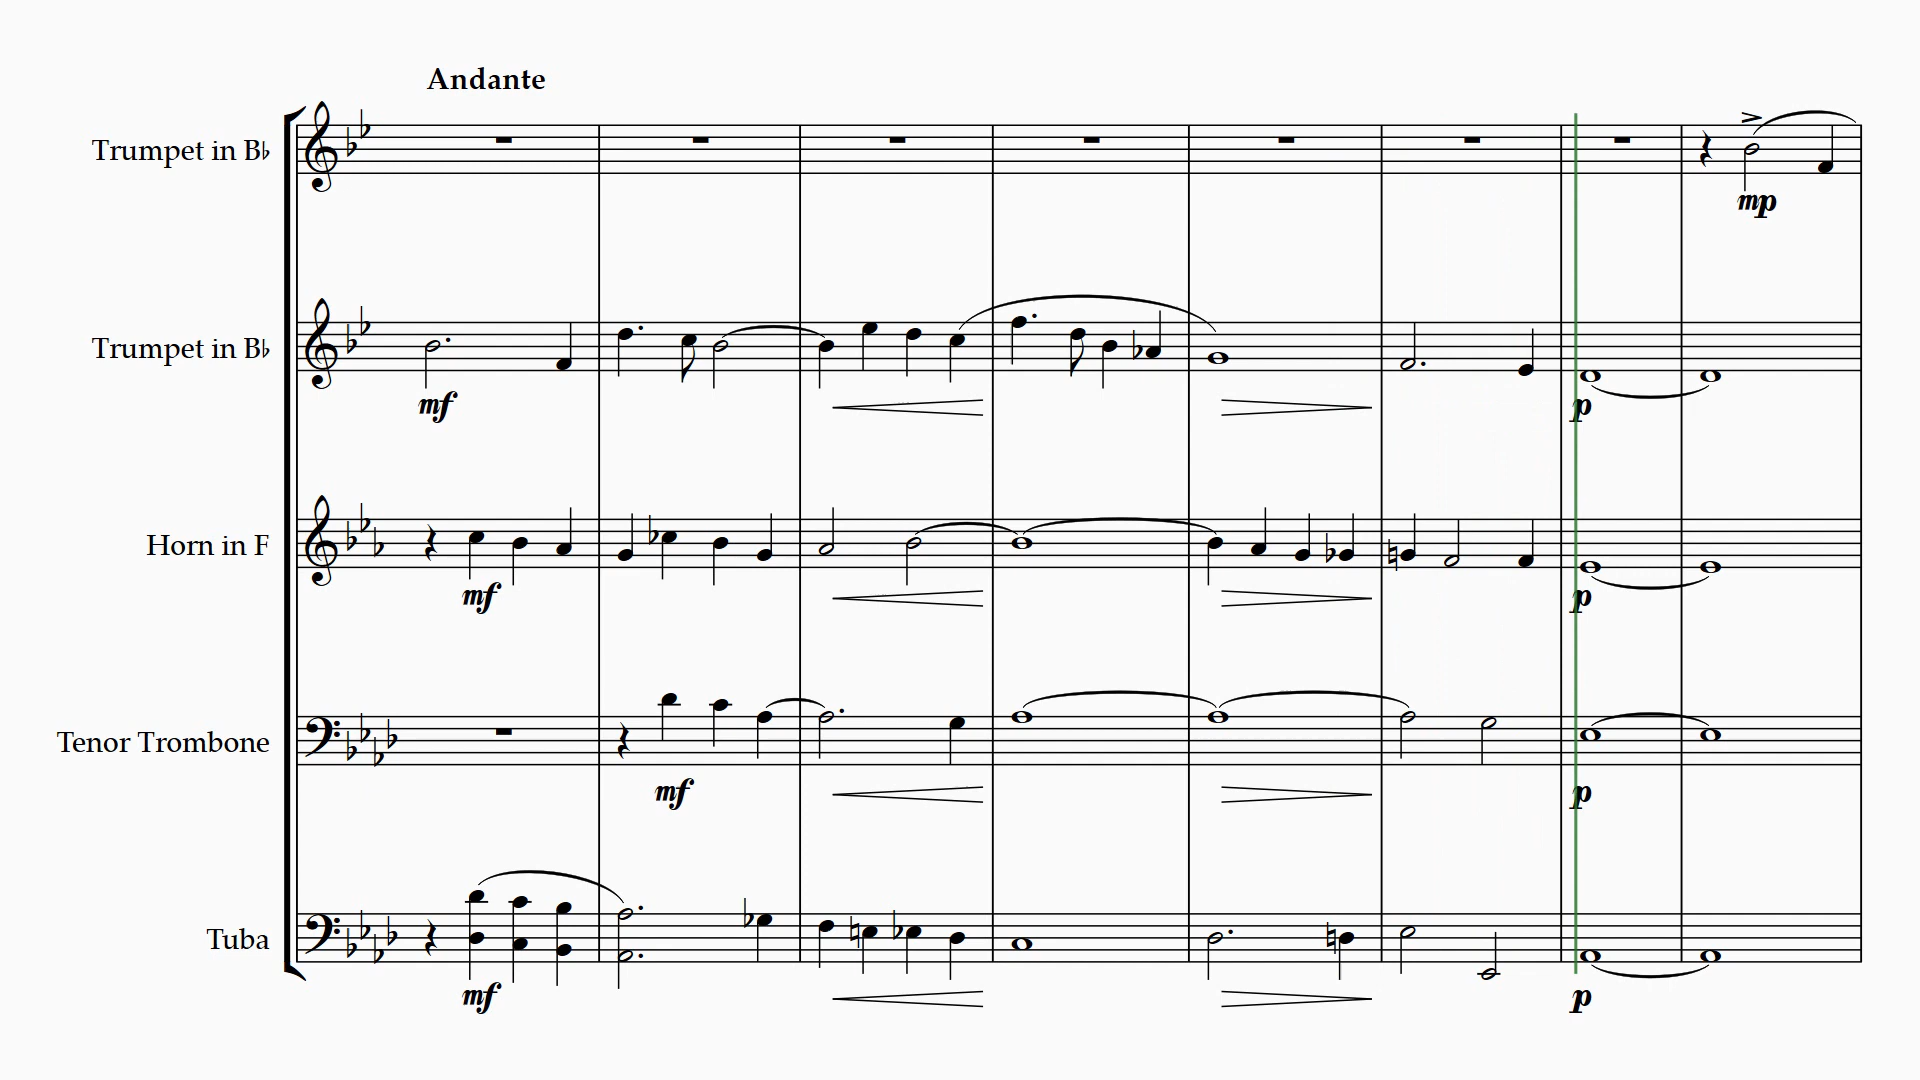 Andante
Trumpet in B♭
mp
Trumpet in B♭
mf
p
Horn in F
mf
p
Tenor Trombone
mf
p
Tuba
mf
p